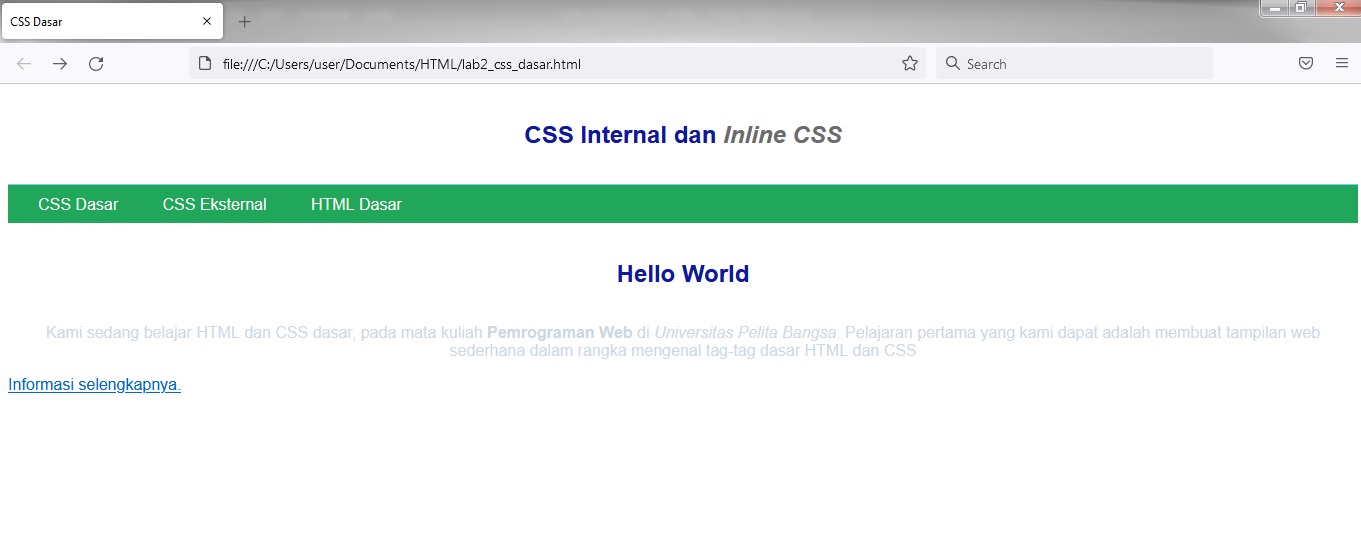 CSS Dasar
file:///C:/Users/user/Documents/HTML/lab2_css_dasar.html
Search
CSS Internal dan Inline CSS
CSS Dasar CSS Eksternal HTML Dasar
Hello World
Kami sedang belajar HTML dan CSS dasar, pada mata kuliah Pemrograman Web di Universitas Pelita Bangsa. Pelajaran pertama yang kami dapat adalah membuat tampilan web
sederhana dalam rangka mengenal tag-tag dasar HTML dan CSS
Informasi selengkapnya.